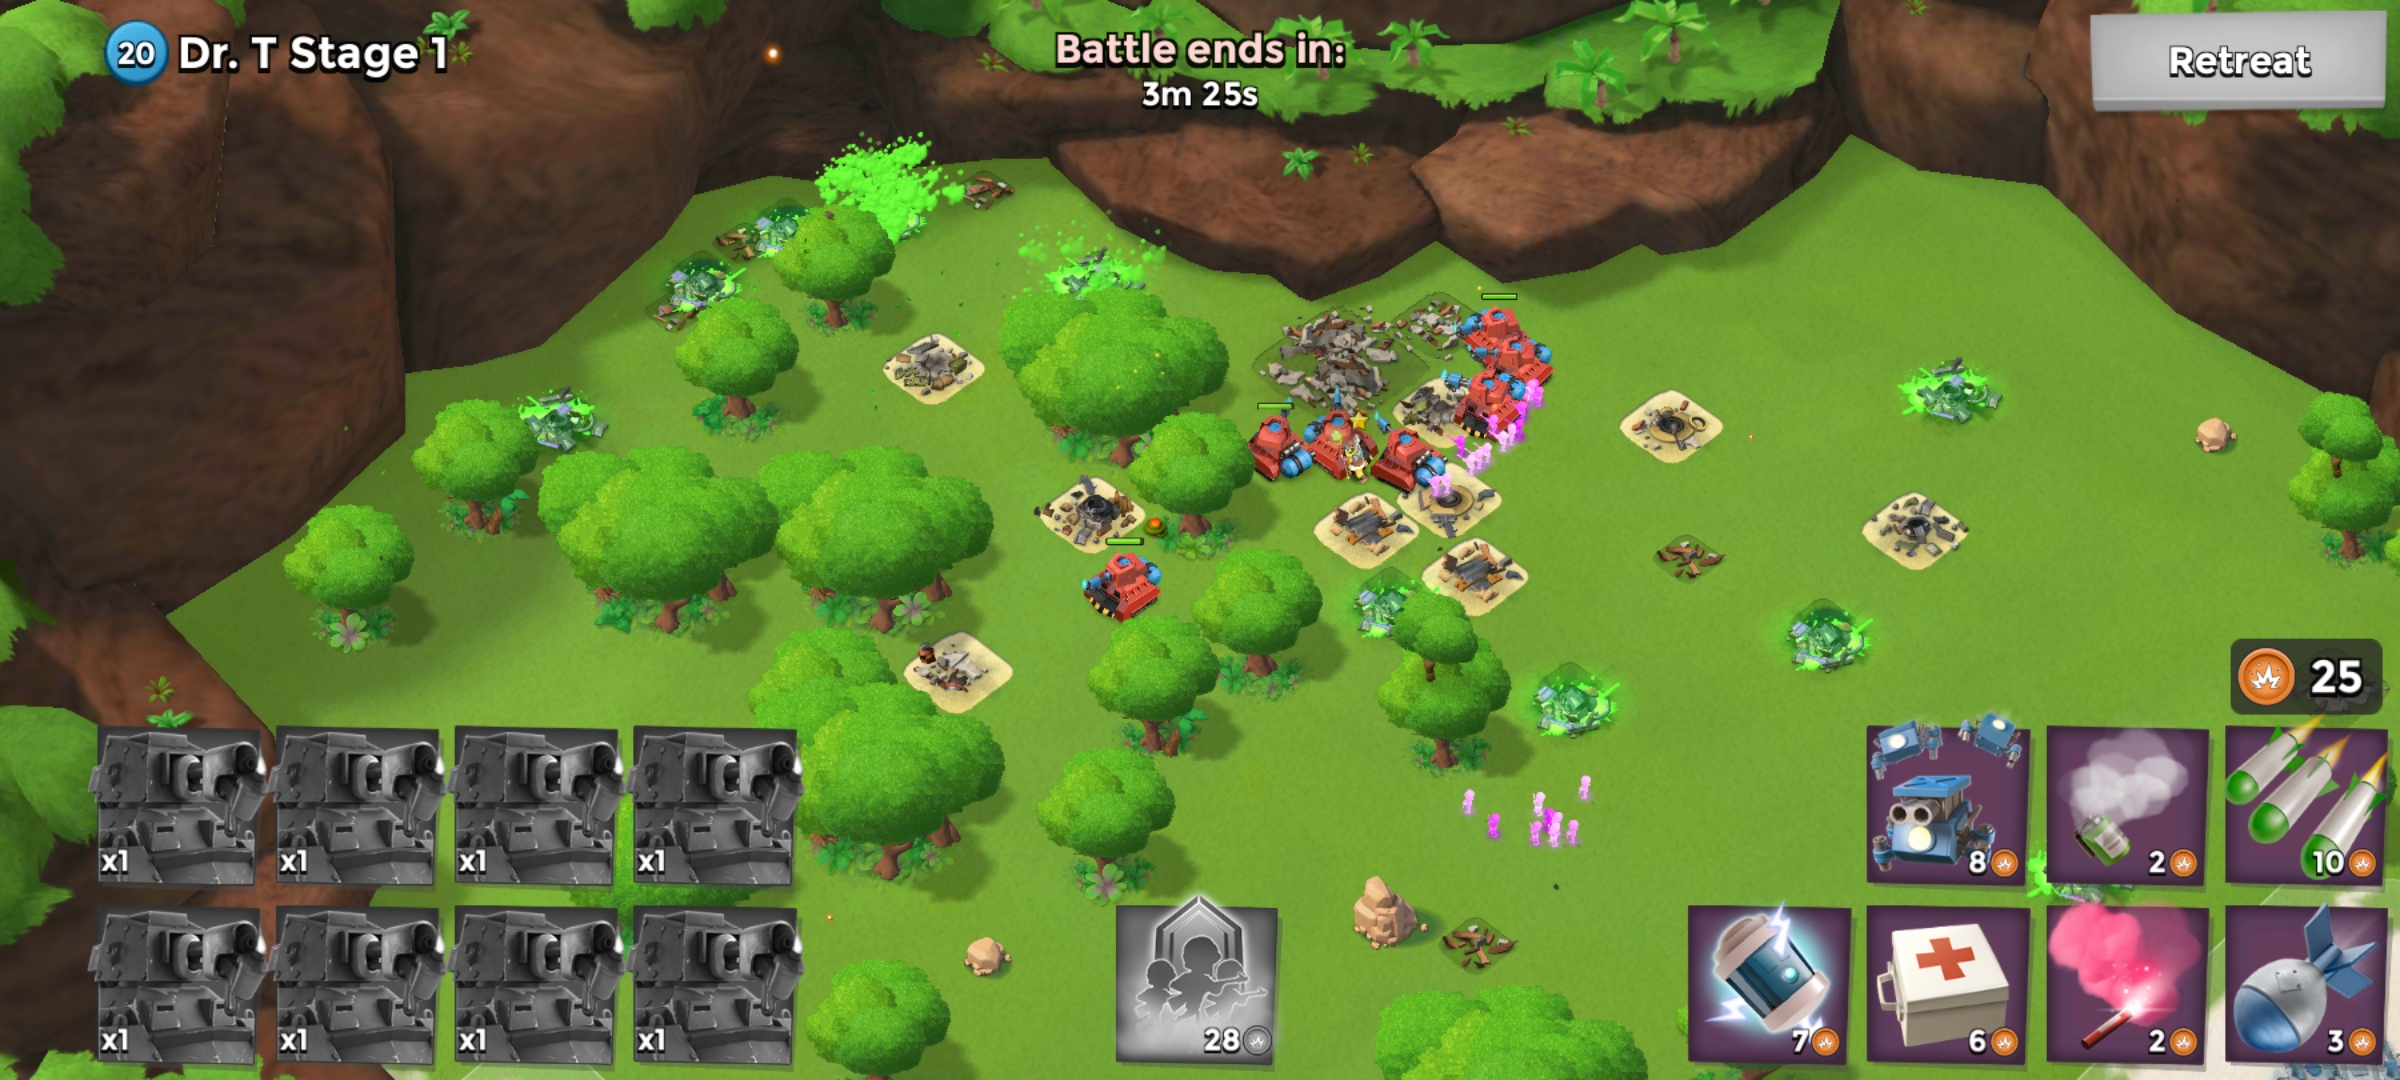 20 Dr. T Stage 1
Battle ends in:
3m 25s
Retreat
25
x1 x1 x1 x1
8 2 10
x1 x1 x1 x1
28
7 6 2 3